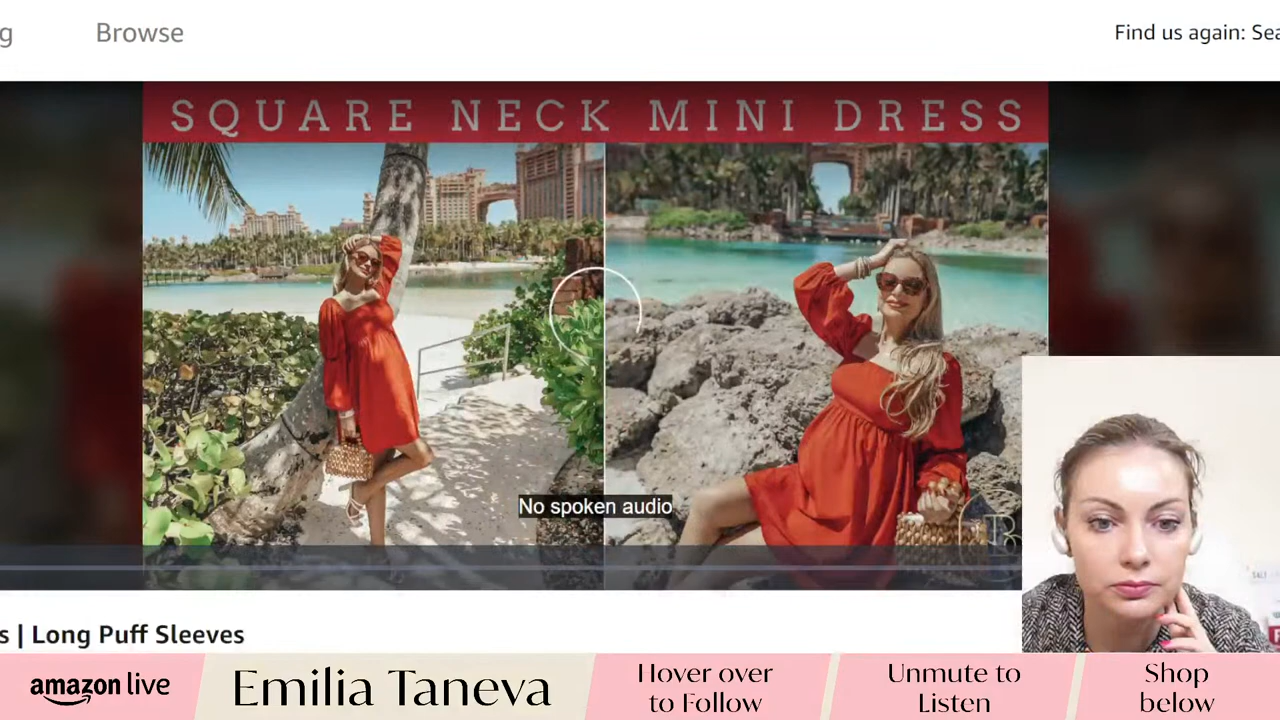 g
Browse
Find us again: Sea
SQUARE NECK MINI DRESS
No spoken audio
s | Long Puff Sleeves
amazon live
Emilia Taneva
Hover over
to Follow
Unmute to
Listen
Shop
below